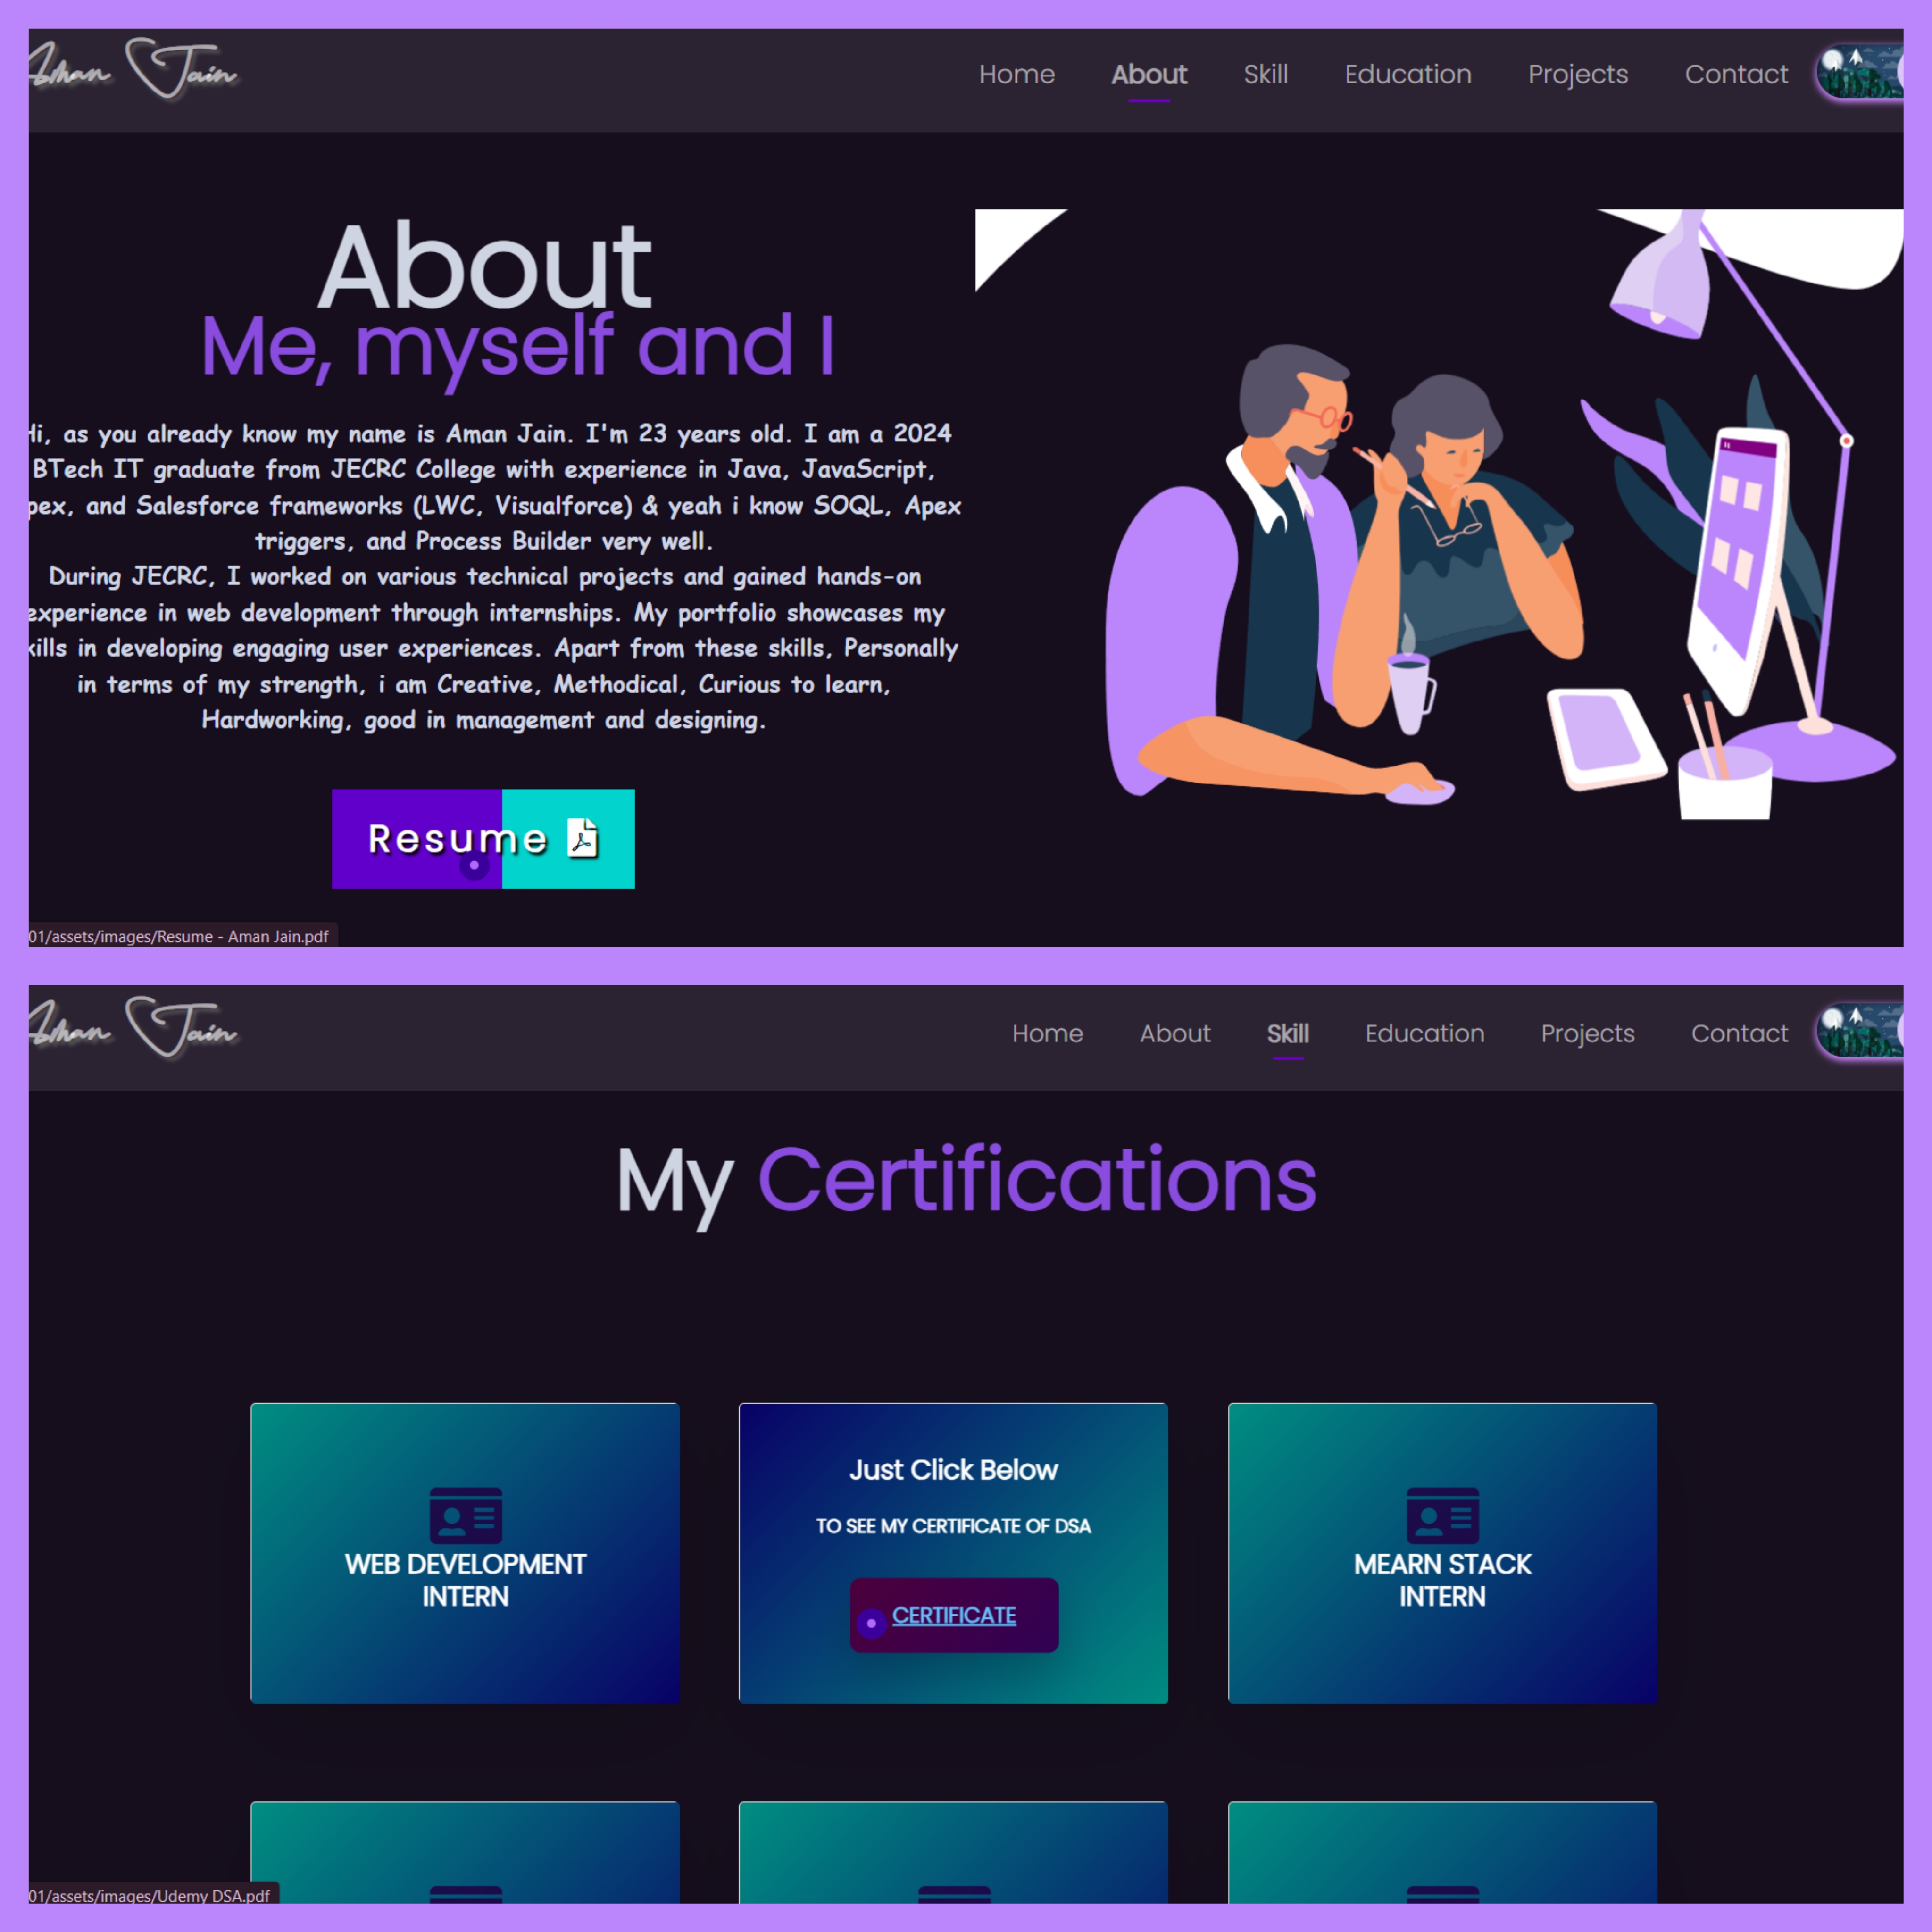 Aman Jain
Home About Skill Education Projects Contact
About
Me, myself and I
Hi, as you already know my name is Aman Jain. I'm 23 years old. I am a 2024
BTech IT graduate from JECRC College with experience in Java, JavaScript,
pex, and Salesforce frameworks (LWC, Visualforce) & yeah i know SOQL, Apex
triggers, and Process Builder very well.
During JECRC, I worked on various technical projects and gained hands-on
experience in web development through internships. My portfolio showcases my
kills in developing engaging user experiences. Apart from these skills, Personally
in terms of my strength, i am Creative, Methodical, Curious to learn,
Hardworking, good in management and designing.
Resume
01/assets/images/Resume - Aman Jain.pdf
Aman Jain
Home About Skill Education Projects Contact
My Certifications
WEB DEVELOPMENT
INTERN
Just Click Below
TO SEE MY CERTIFICATE OF DSA
CERTIFICATE
MEARN STACK
INTERN
01/assets/images/Udemy DSA.pdf